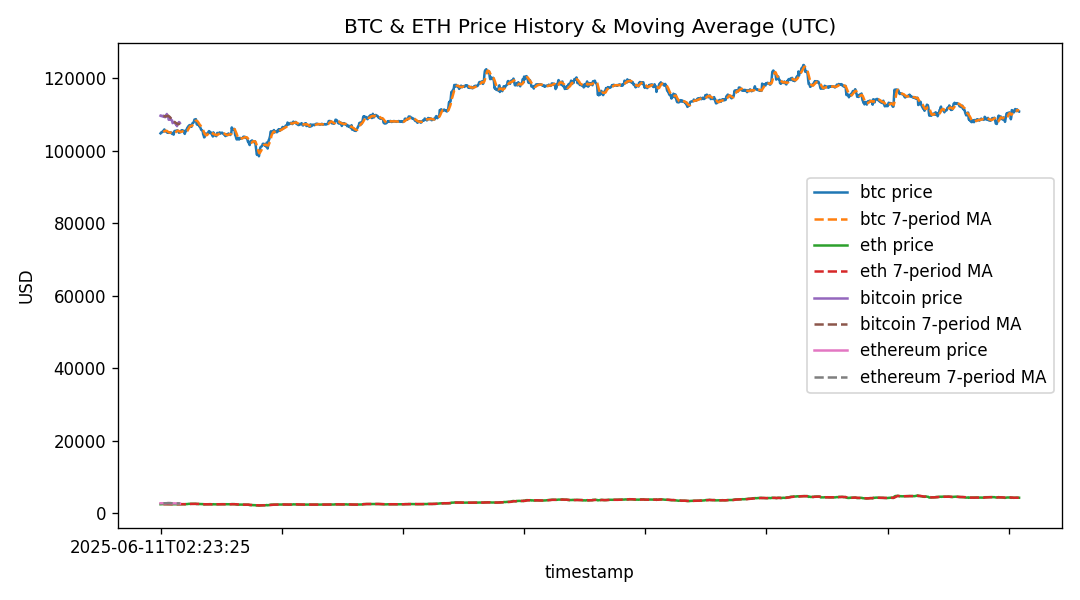 BTC & ETH Price History & Moving Average (UTC)
120000
100000
80000
60000
40000
20000
0
USD
btc price
btc 7-period MA
eth price
eth 7-period MA
bitcoin price
bitcoin 7-period MA
ethereum price
ethereum 7-period MA
2025-06-11T02:23:25
timestamp